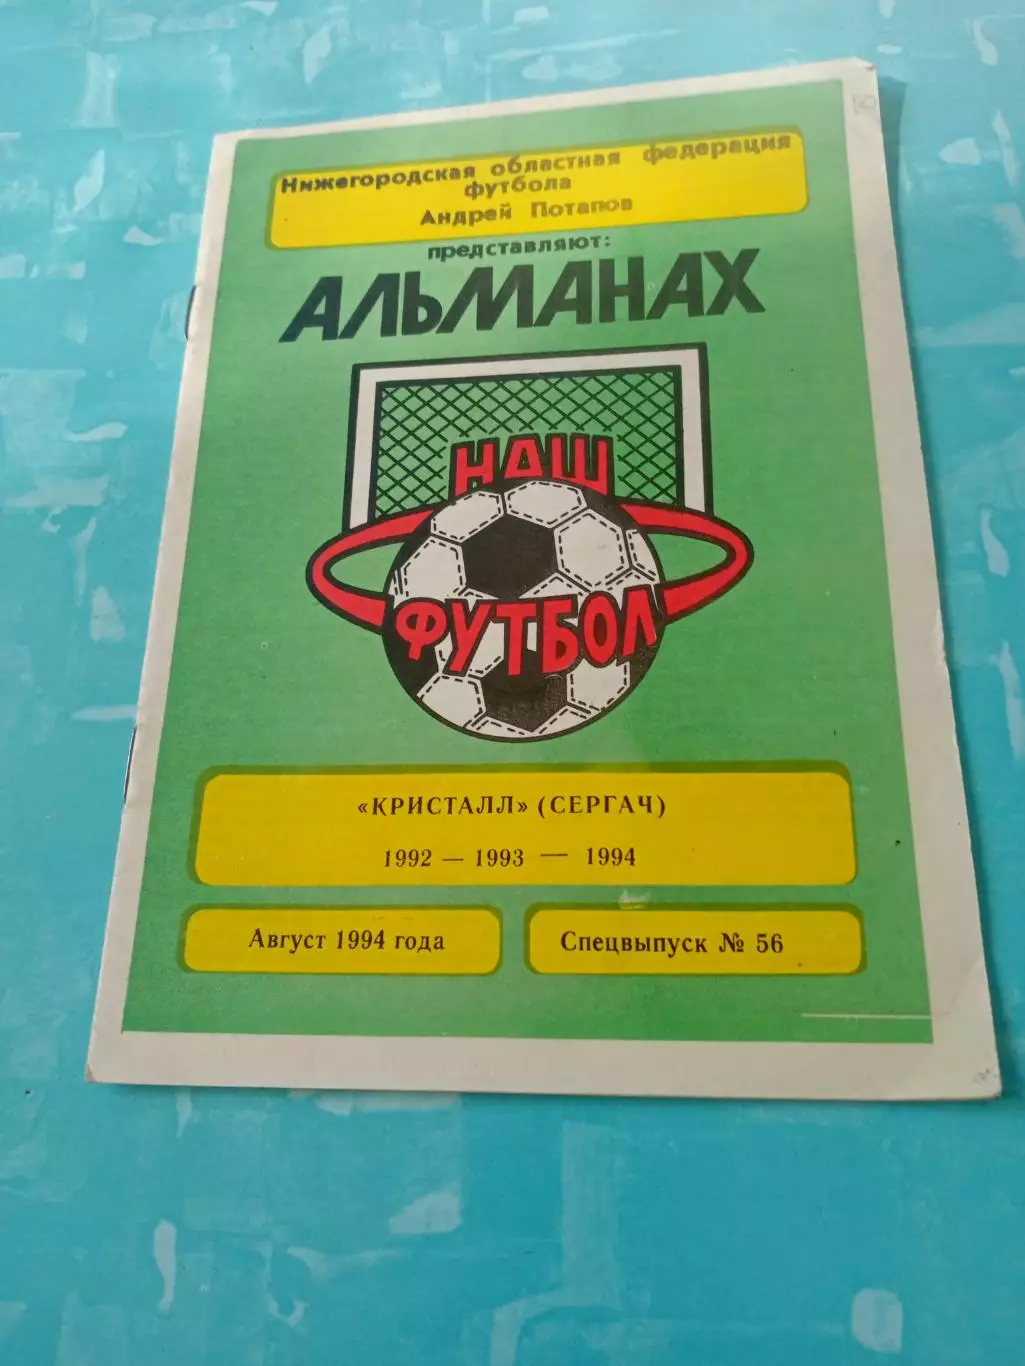 Нижегородская областная федерация
футбола
Андрей Потапов
представляют:
АЛЬМАНАХ
НАШ
ФУТБОЛ
«КРИСТАЛЛ» (СЕРГАЧ)
1992 — 1993 — 1994
Август 1994 года
Спецвыпуск № 56